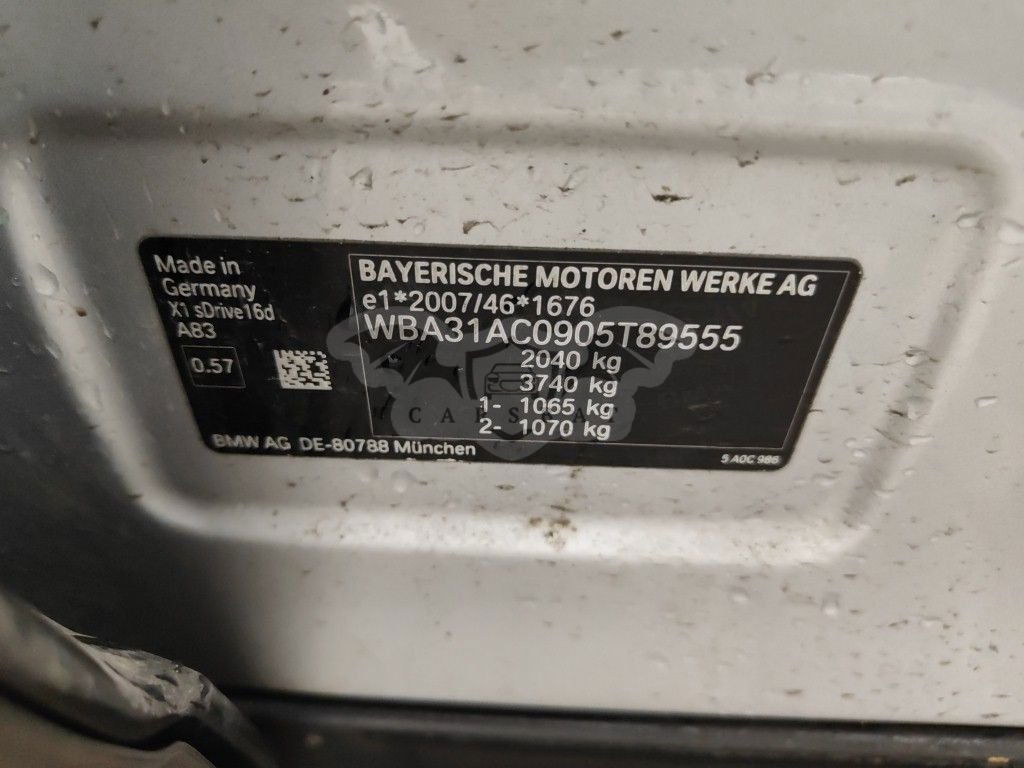 Made in
Germany
X1 sDrive16d
A83
0.57
BAYERISCHE MOTOREN WERKE AG
e1*2007/46*1676
WBA31AC0905T89555
2040 kg
3740 kg
1- 1065 kg
2- 1070 kg
BMW AG DE-80788 München
5 A0C 986